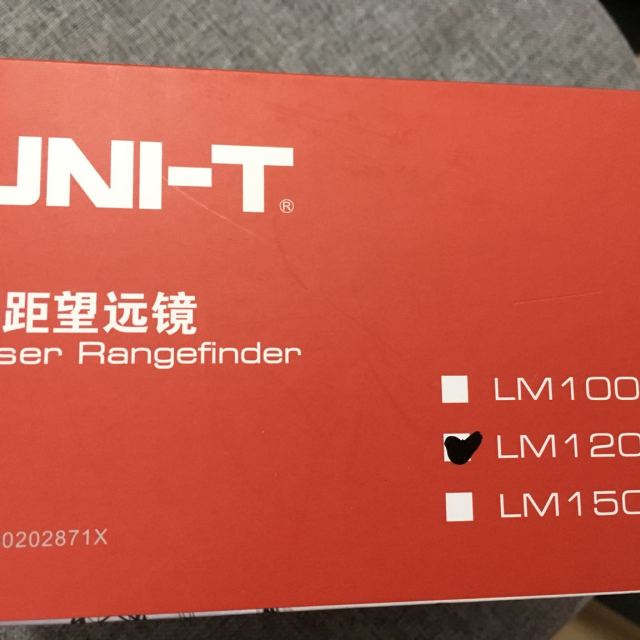 UNI-T®
距望远镜
ser Rangefinder
LM100
LM120
LM150
0202871X